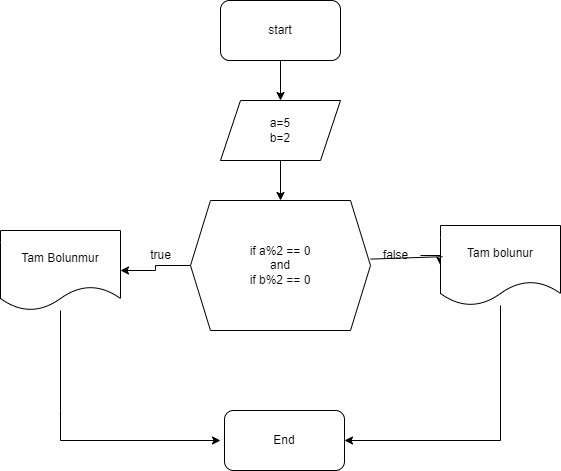 start
a=5
b=2
if a%2 == 0
and
if b%2 == 0
true
false
Tam Bolunmur
Tam bolunur
End